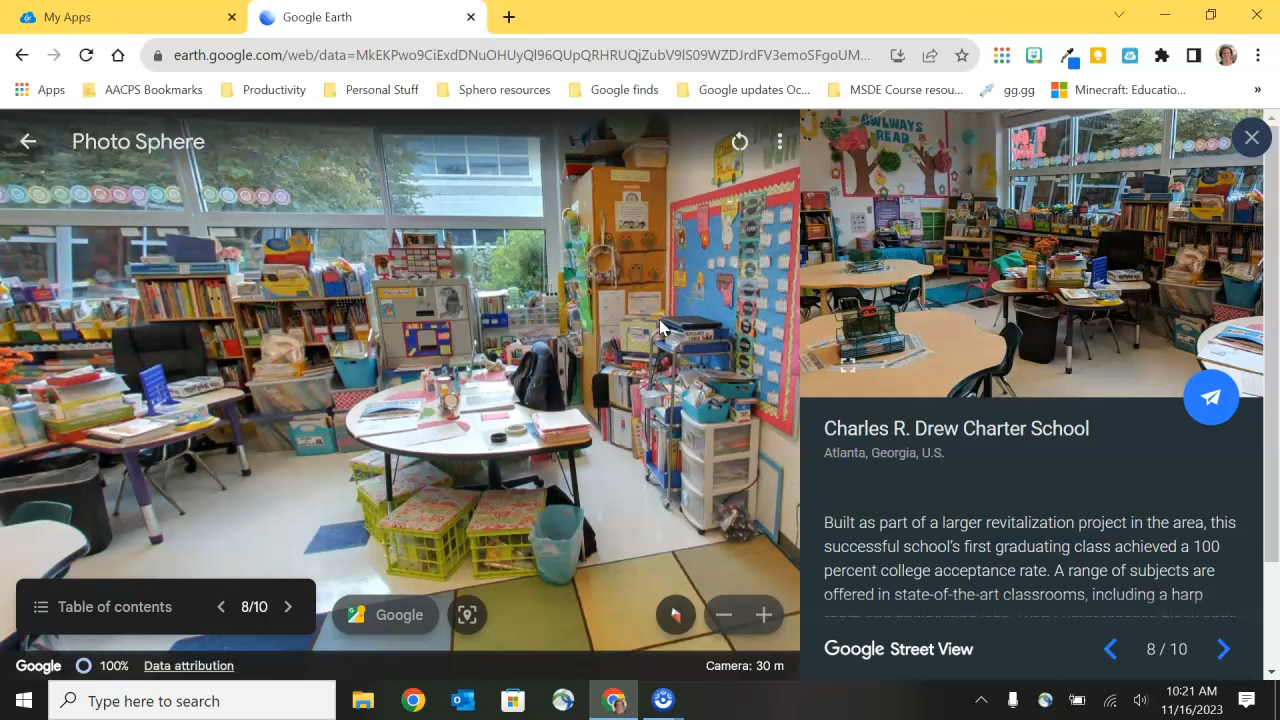 My Apps
Google Earth
earth.google.com/web/data=MkEKPwo9CiExdDNuOHUyQl96QUpQRHRUQjZubV9IS09WZDJrdFV3emoSFgoUM...
Apps
AACPS Bookmarks
Productivity
Personal Stuff
Sphero resources
Google finds
Google updates Oc...
MSDE Course resou...
gg.gg
Minecraft: Educatio...
»
Photo Sphere
OWLWAYS
READ
Charles R. Drew Charter School
Atlanta, Georgia, U.S.
Built as part of a larger revitalization project in the area, this
successful school's first graduating class achieved a 100
percent college acceptance rate. A range of subjects are
offered in state-of-the-art classrooms, including a harp
Table of contents
8/10
Google
Google Street View
8 / 10
Google
100%
Data attribution
Camera: 30 m
Type here to search
10:21 AM
11/16/2023